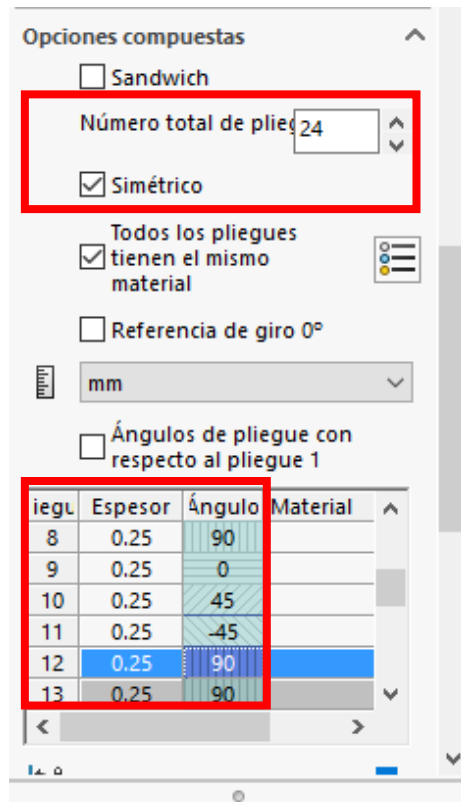 Opciones compuestas
Sandwich
Número total de plieg 24
Simétrico
Todos los pliegues
tienen el mismo
material
Referencia de giro 0º
mm
Ángulos de pliegue con
respecto al pliegue 1
iegu Espesor Ángulo Material
8 0.25 90
9 0.25 0
10 0.25 45
11 0.25 -45
12 0.25 90
13 0.25 90